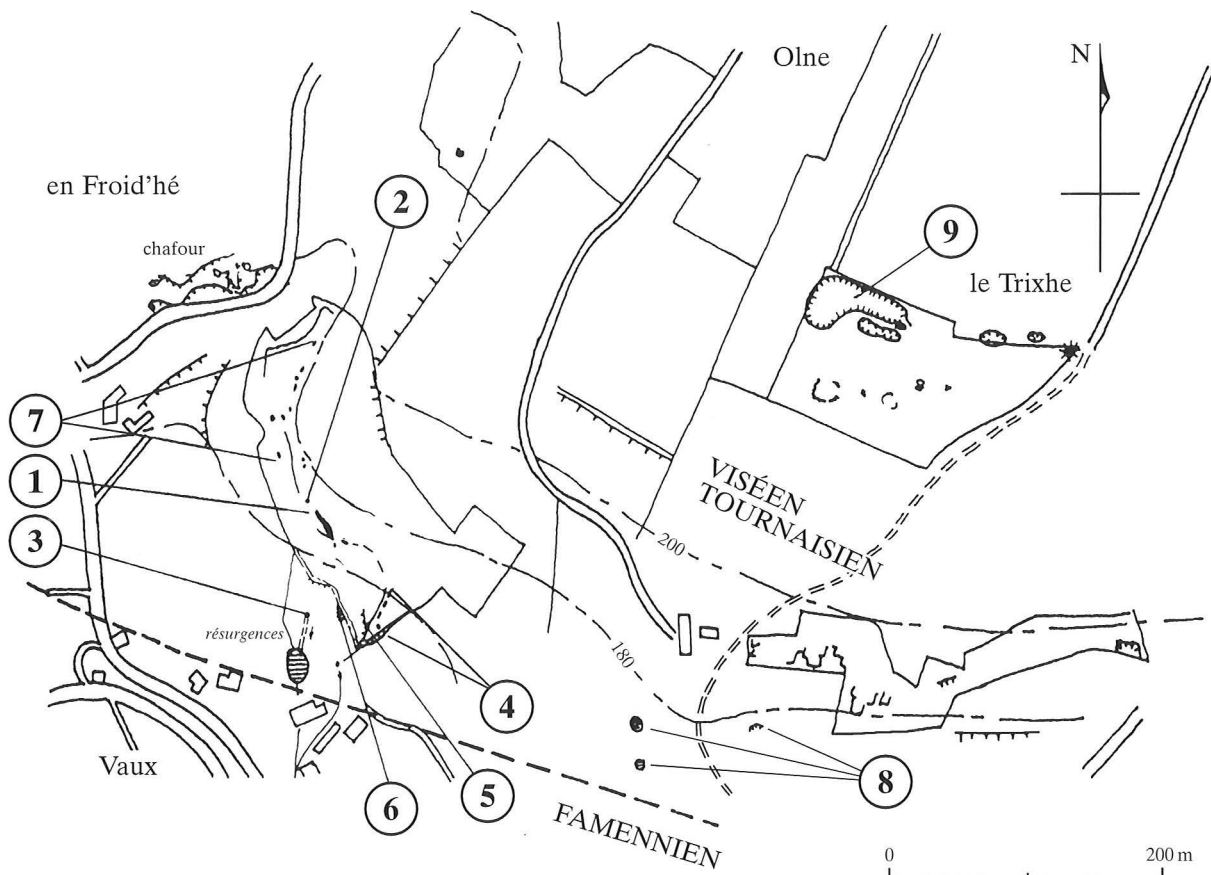 Olne
N
en Froid'hé
2
chafour
9
le Trixhe
7
1
VISÉEN
TOURNAISIEN
3
200
résurgences
180
4
Vaux
8
6
5
FAMENNIEN
0
200 m